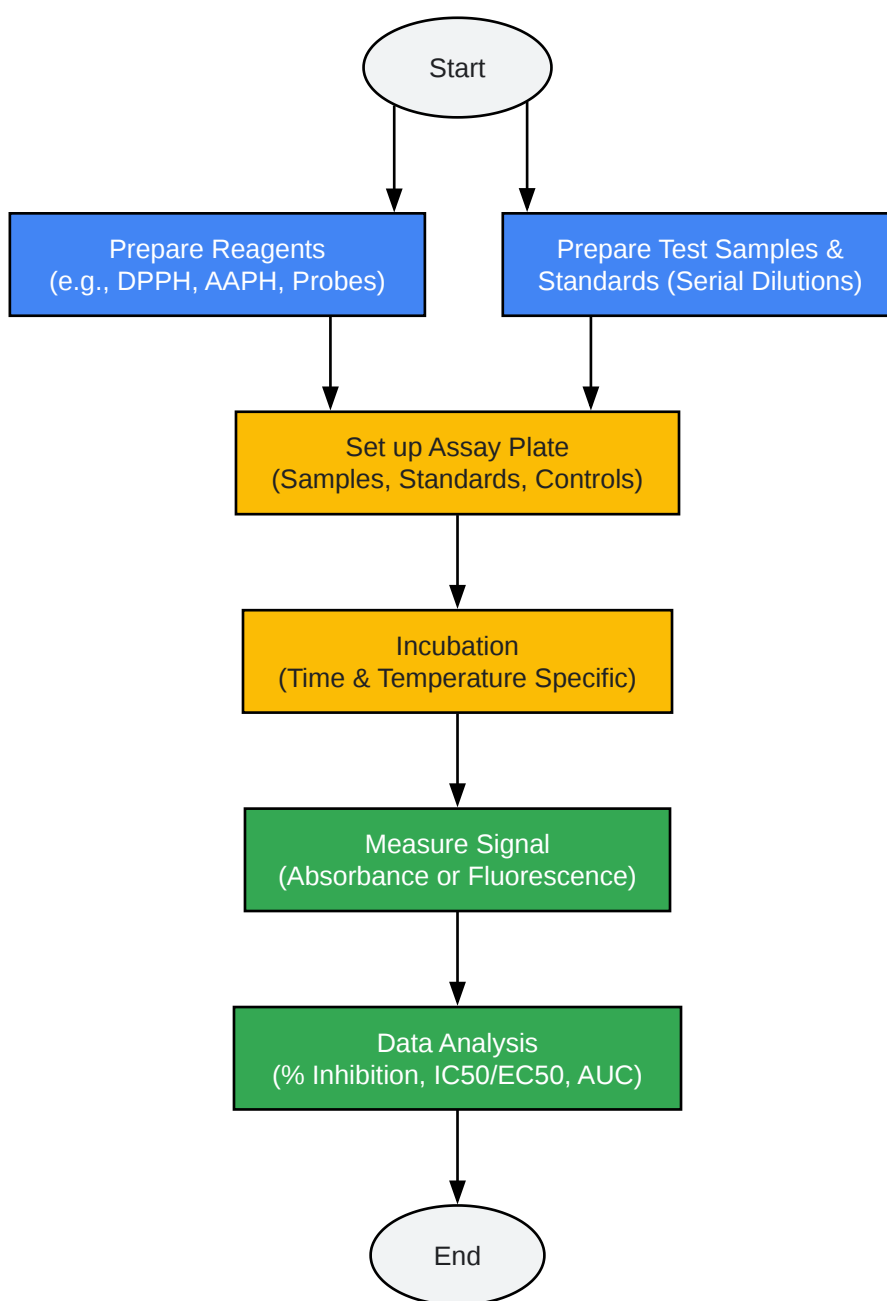 Start
Prepare Reagents
(e.g., DPPH, AAPH, Probes)
Prepare Test Samples &
Standards (Serial Dilutions)
Set up Assay Plate
(Samples, Standards, Controls)
Incubation
(Time & Temperature Specific)
Measure Signal
(Absorbance or Fluorescence)
Data Analysis
(% Inhibition, IC50/EC50, AUC)
End